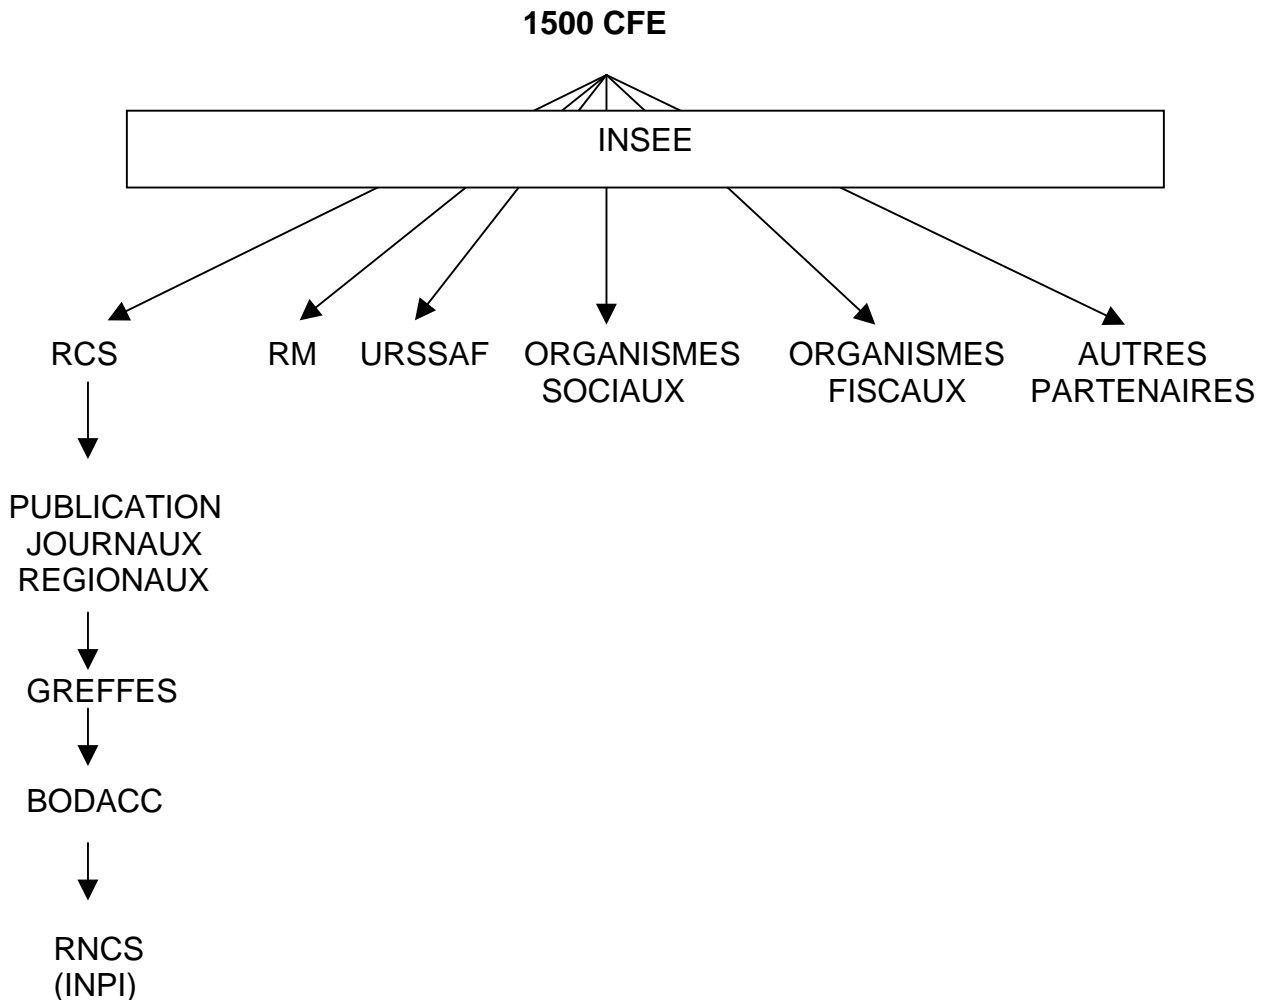 1500 CFE
INSEE
RCS
RM
URSSAF
ORGANISMES
SOCIAUX
ORGANISMES
FISCAUX
AUTRES
PARTENAIRES
PUBLICATION
JOURNAUX
REGIONAUX
GREFFES
BODACC
RNCS
(INPI)